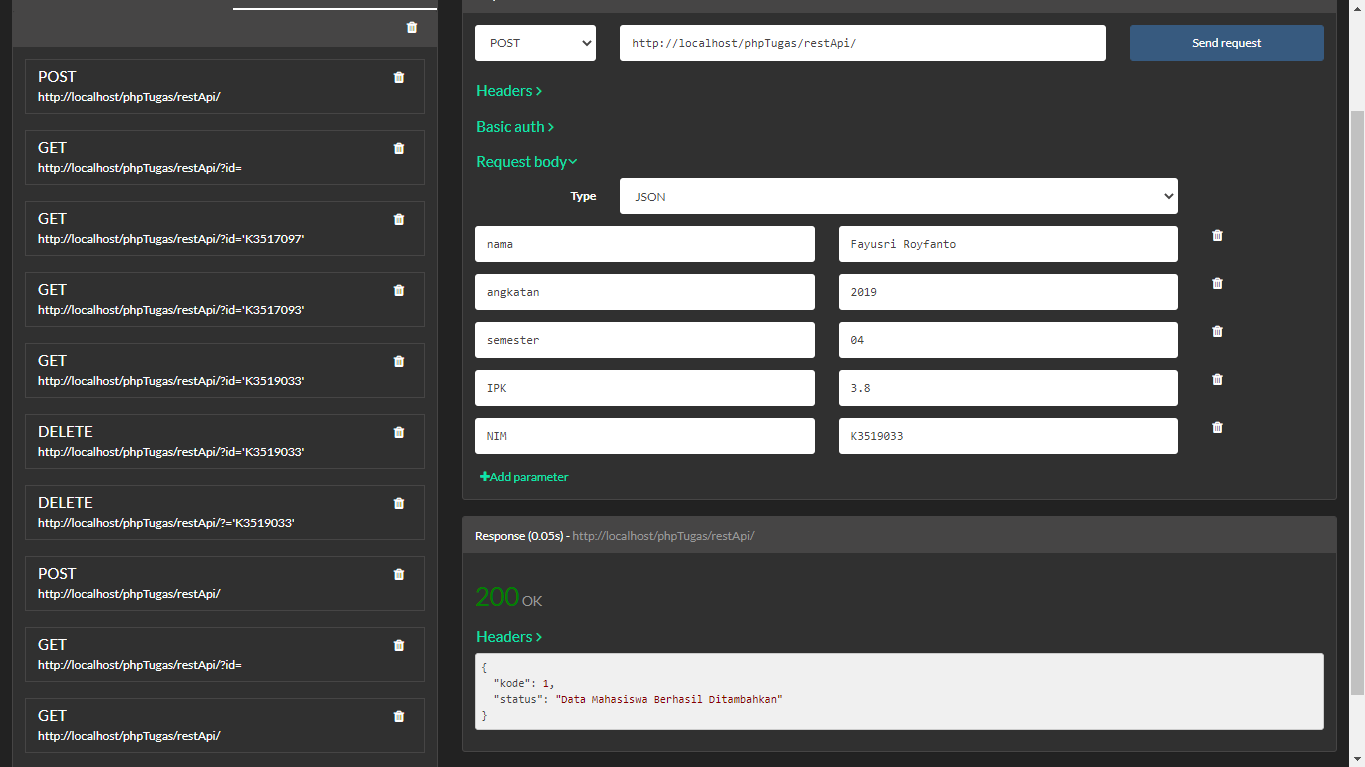 POST
http://localhost/phpTugas/restApi/
GET
http://localhost/phpTugas/restApi/?id=
GET
http://localhost/phpTugas/restApi/?id='K3517097'
GET
http://localhost/phpTugas/restApi/?id='K3517093'
GET
http://localhost/phpTugas/restApi/?id='K3519033'
DELETE
http://localhost/phpTugas/restApi/?id='K3519033'
DELETE
http://localhost/phpTugas/restApi/?='K3519033'
POST
http://localhost/phpTugas/restApi/
GET
http://localhost/phpTugas/restApi/?id=
GET
http://localhost/phpTugas/restApi/
POST http://localhost/phpTugas/restApi/ Send request
Headers
Basic auth
Request body
Type JSON
nama Fayusri Royfanto
angkatan 2019
semester 04
IPK 3.8
NIM K3519033
Add parameter
Response (0.05s) - http://localhost/phpTugas/restApi/
200 OK
Headers
{
"kode": 1,
"status": "Data Mahasiswa Berhasil Ditambahkan"
}